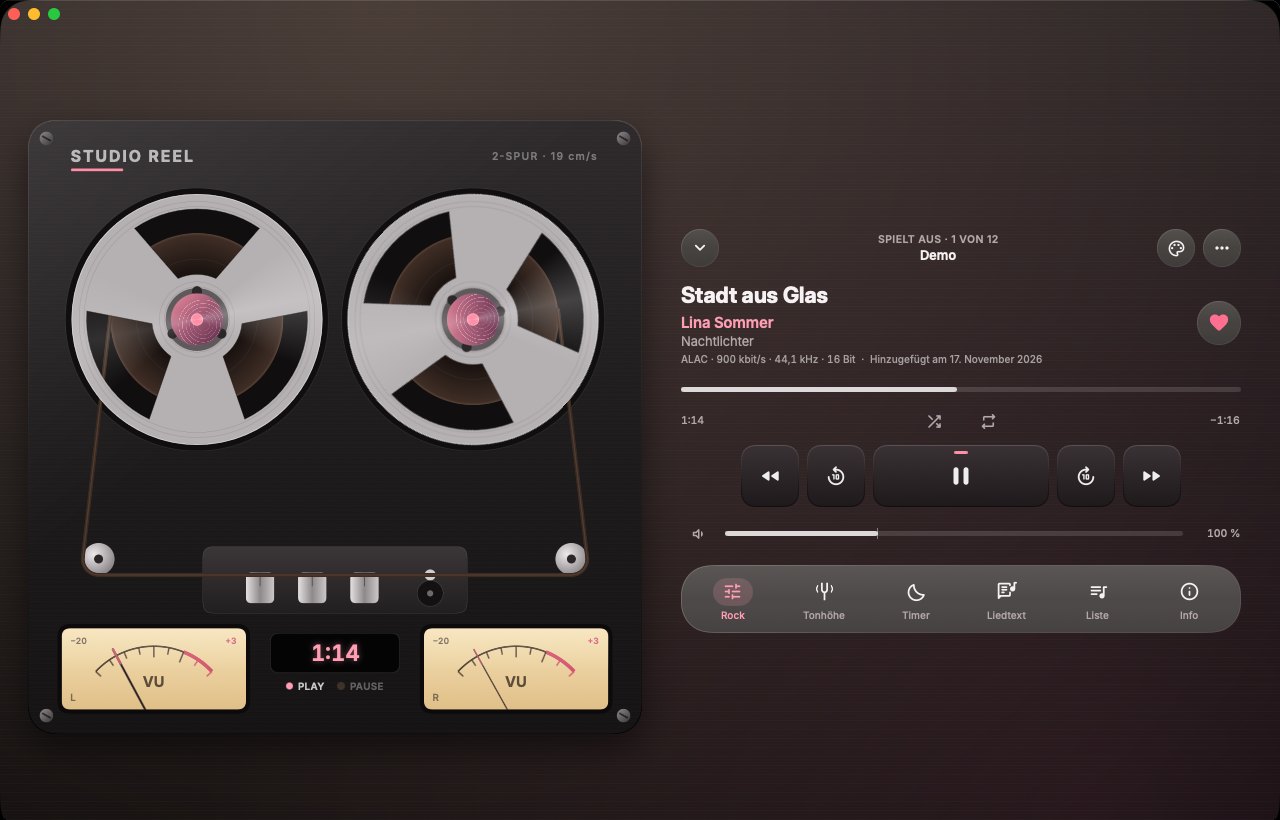 STUDIO REEL
2-SPUR · 19 cm/s
SPIELT AUS · 1 VON 12
Demo
Stadt aus Glas
Lina Sommer
Nachtlichter
ALAC · 900 kbit/s · 44,1 kHz · 16 Bit · Hinzugefügt am 17. November 2026
1:14
−1:16
10
10
100 %
Rock
Tonhöhe
Timer
Liedtext
Liste
Info
−20
+3
VU
L
1:14
PLAY
PAUSE
−20
+3
VU
R